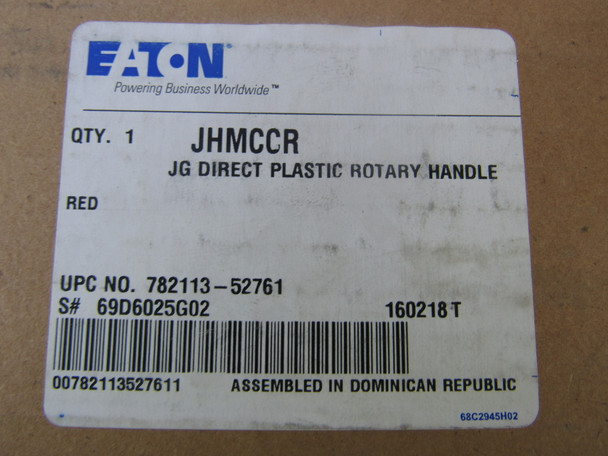 EATON
Powering Business Worldwide™
QTY. 1 JHMCCR
JG DIRECT PLASTIC ROTARY HANDLE
RED
UPC NO. 782113-52761
S# 69D6025G02 160218 T
00782113527611 ASSEMBLED IN DOMINICAN REPUBLIC
68C2945H02